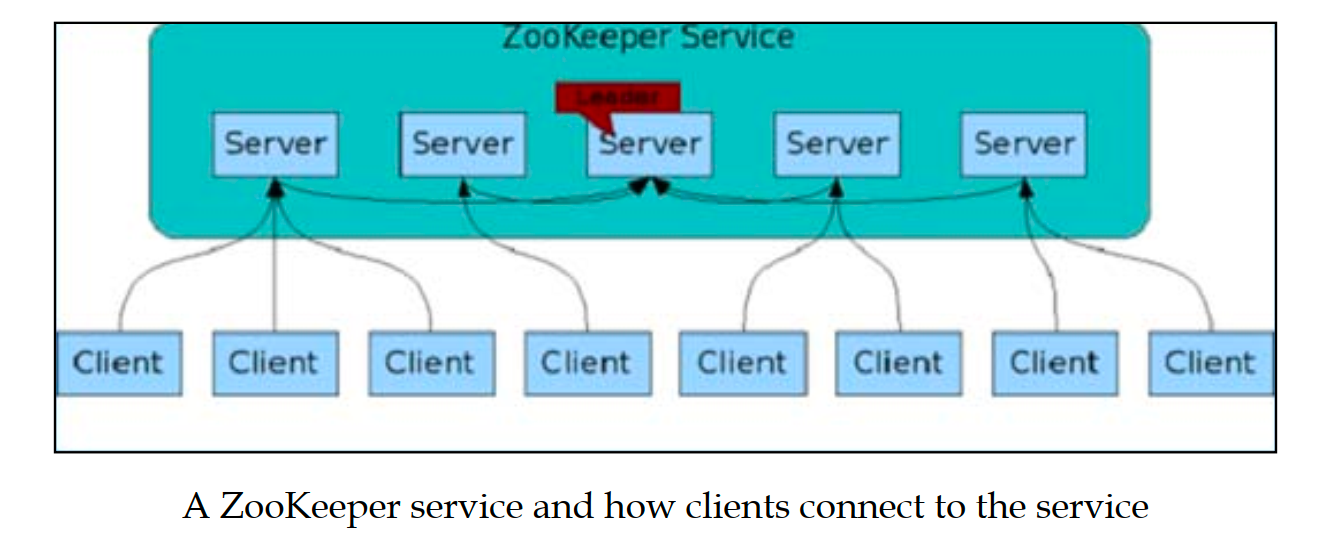 ZooKeeper Service
Leader
Server Server Server Server Server
Client Client Client Client Client Client Client Client
A ZooKeeper service and how clients connect to the service